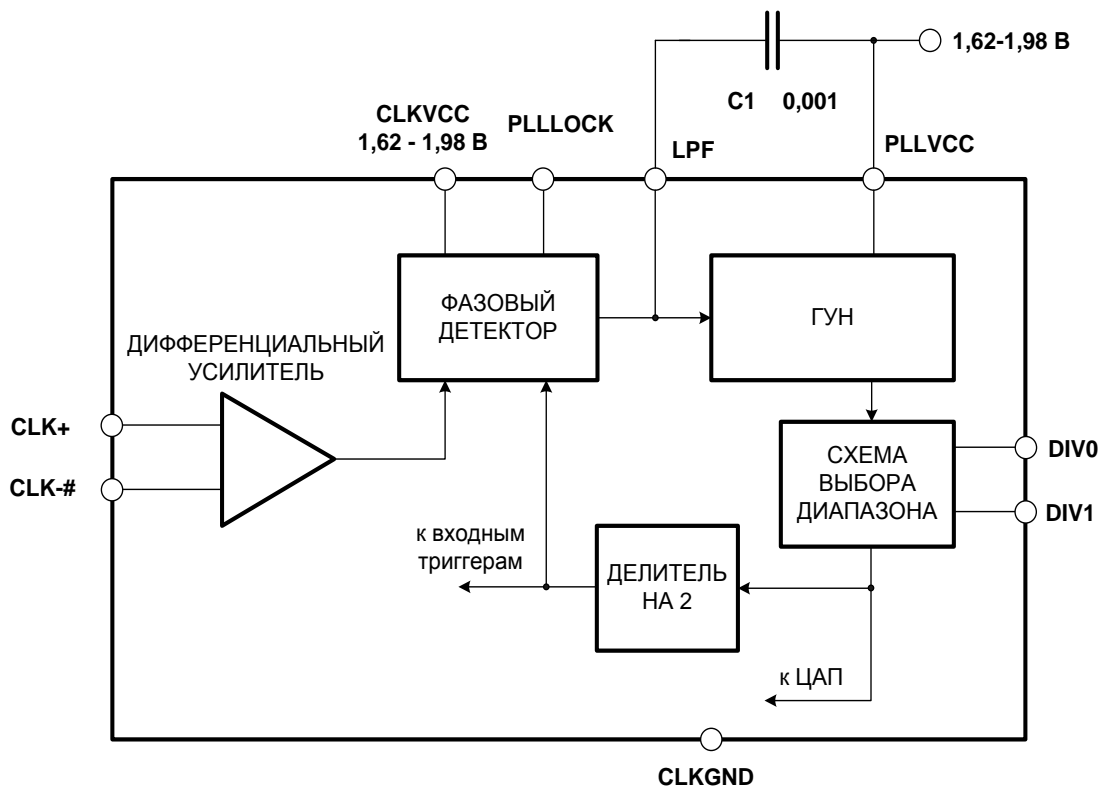 1,62-1,98 В
C1 0,001
CLKVCC
1,62 - 1,98 В
PLLLOCK
LPF
PLLVCC
ФАЗОВЫЙ
ДЕТЕКТОР
ГУН
ДИФФЕРЕНЦИАЛЬНЫЙ
УСИЛИТЕЛЬ
CLK+
CLK-#
СХЕМА
ВЫБОРА
ДИАПАЗОНА
DIV0
DIV1
к входным
триггерам
ДЕЛИТЕЛЬ
НА 2
к ЦАП
CLKGND